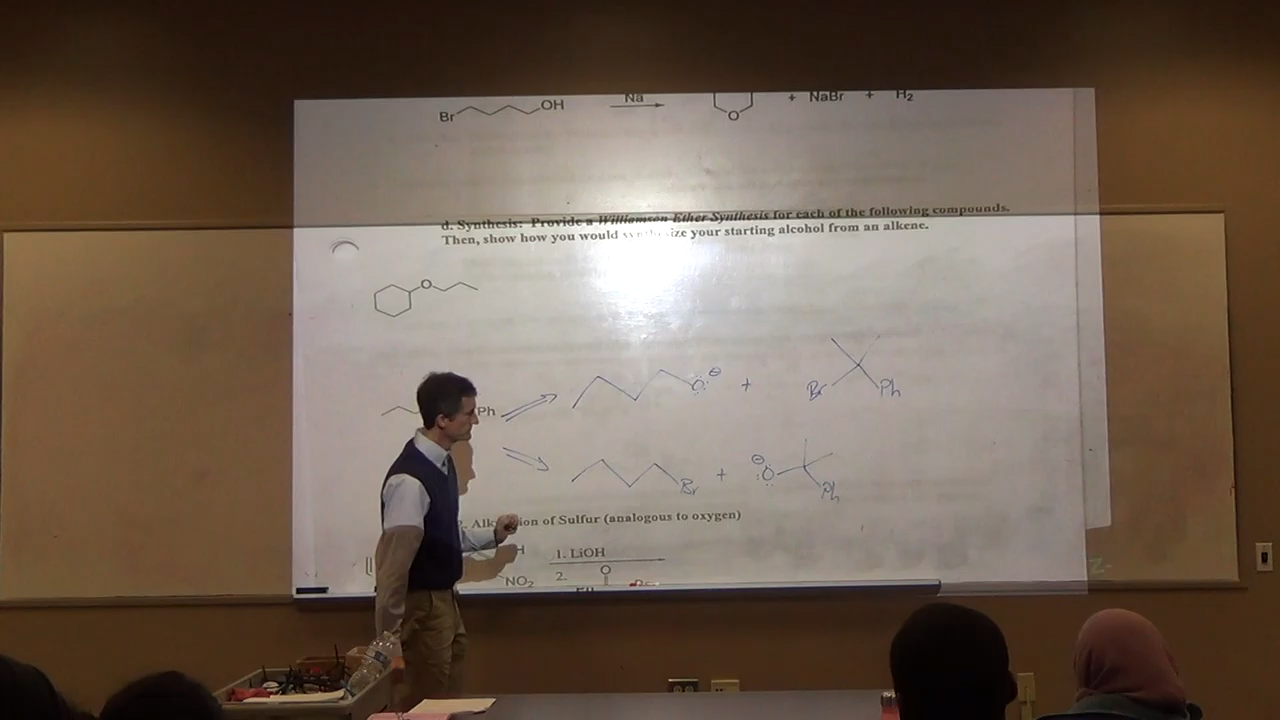 Br OH Na O + NaBr + H2
d. Synthesis: Provide a Williamson Ether Synthesis for each of the following compounds.
Then, show how you would synthesize your starting alcohol from an alkene.
O
:Ö:⊖ + Br Ph
Ph
Br + ⊖:Ö: Ph
Alk ion of Sulfur (analogous to oxygen)
H 1. LiOH
NO2 2. O